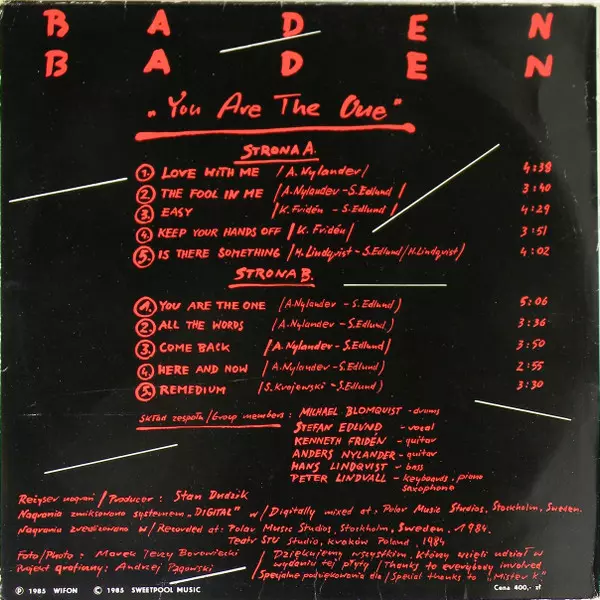 BADEN
BADEN
„You Are The One"
STRONA A.
1. LOVE WITH ME /A. Nylander/ 4:38
2. THE FOOL IN ME /A. Nylander - S. Edlund/ 3:40
3. EASY /K. Fridén - S. Edlund/ 4:29
4. KEEP YOUR HANDS OFF /K. Fridén/ 3:51
5. IS THERE SOMETHING /H. Lindqvist - S. Edlund/H. Lindqvist) 4:02
STRONA B.
1. YOU ARE THE ONE /A. Nylander - S. Edlund) 5:06
2. ALL THE WORDS /A. Nylander - S. Edlund) 3:36
3. COME BACK /A. Nylander - S. Edlund) 3:50
4. HERE AND NOW /A. Nylander - S. Edlund) 2:55
5. REMEDIUM /S. Krajewski - S. Edlund) 3:30
Skład zespołu/Group members: MICHAEL BLOMQUIST - drums
STEFAN EDLUND - vocal
KENNETH FRIDÉN - guitar
ANDERS NYLANDER - guitar
HANS LINDQVIST - bass
PETER LINDVALL - keyboards, piano
saxophone
Reżyser nagrań / Producer: Stan Dudzik
Nagrania zmiksowano systemem „DIGITAL" w / Digitally mixed at: Polar Music Studios, Stockholm, Sweden.
Nagrania zrealizowano w / Recorded at: Polar Music Studios, Stockholm, Sweden, 1984.
Teatr STU Studio, Kraków Poland, 1984
Foto/Photo: Marek Jerzy Borowiecki / Dziękujemy wszystkim, którzy wzięli udział w
Projekt graficzny: Andrzej Pągowski / wydaniu tej płyty / Thanks to everybody involved
Specjalne podziękowania dla / Special thanks to „Mister K"
Ⓟ 1985 WIFON © 1985 SWEETPOOL MUSIC Cena 400,- zł